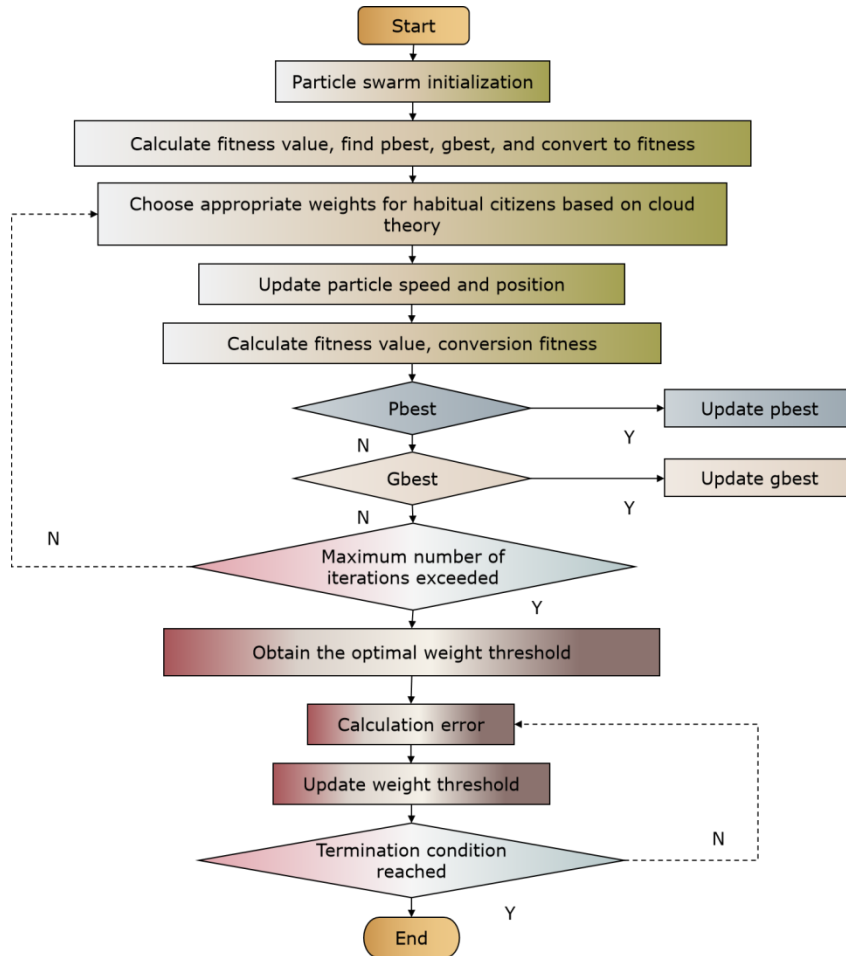 Start
Particle swarm initialization
Calculate fitness value, find pbest, gbest, and convert to fitness
Choose appropriate weights for habitual citizens based on cloud
theory
Update particle speed and position
Calculate fitness value, conversion fitness
Pbest
Update pbest
N
Y
Gbest
Update gbest
N
Y
N
Maximum number of
iterations exceeded
Y
Obtain the optimal weight threshold
Calculation error
Update weight threshold
Termination condition
reached
N
Y
End